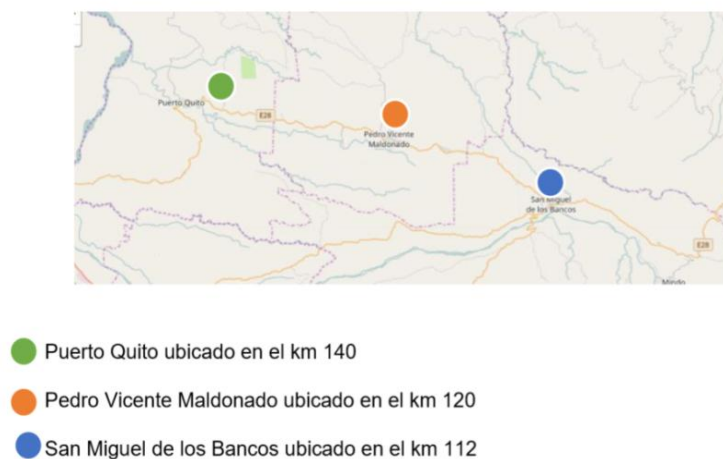 Puerto Quito
E28
Pedro Vicente
Maldonado
San Miguel
de los Bancos
E28
Mindo
Puerto Quito ubicado en el km 140
Pedro Vicente Maldonado ubicado en el km 120
San Miguel de los Bancos ubicado en el km 112